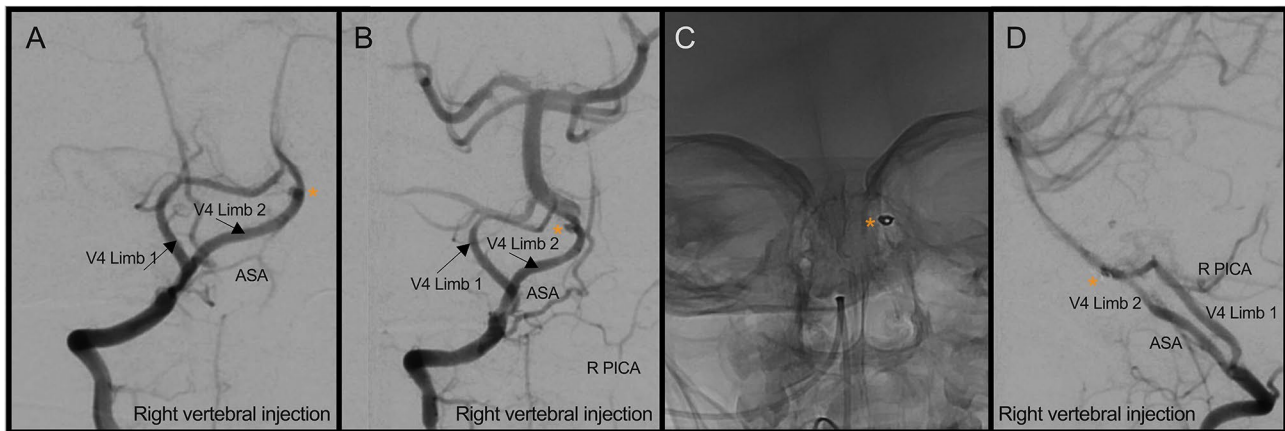 A
V4 Limb 2
V4 Limb 1
ASA
Right vertebral injection
B
V4 Limb 2
V4 Limb 1
ASA
R PICA
Right vertebral injection
C
D
R PICA
V4 Limb 2
V4 Limb 1
ASA
Right vertebral injection